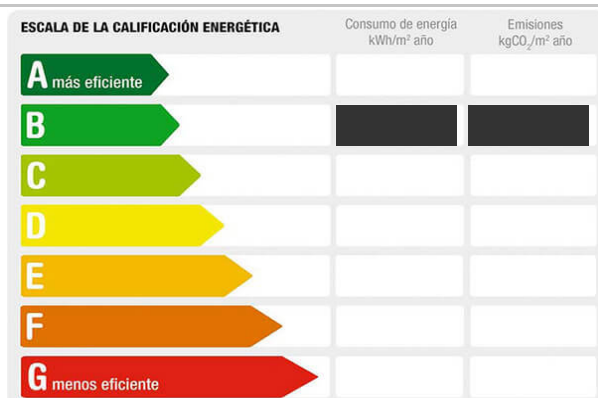 ESCALA DE LA CALIFICACIÓN ENERGÉTICA
Consumo de energía
kWh/m² año
Emisiones
kgCO₂/m² año
A más eficiente
B
C
D
E
F
G menos eficiente